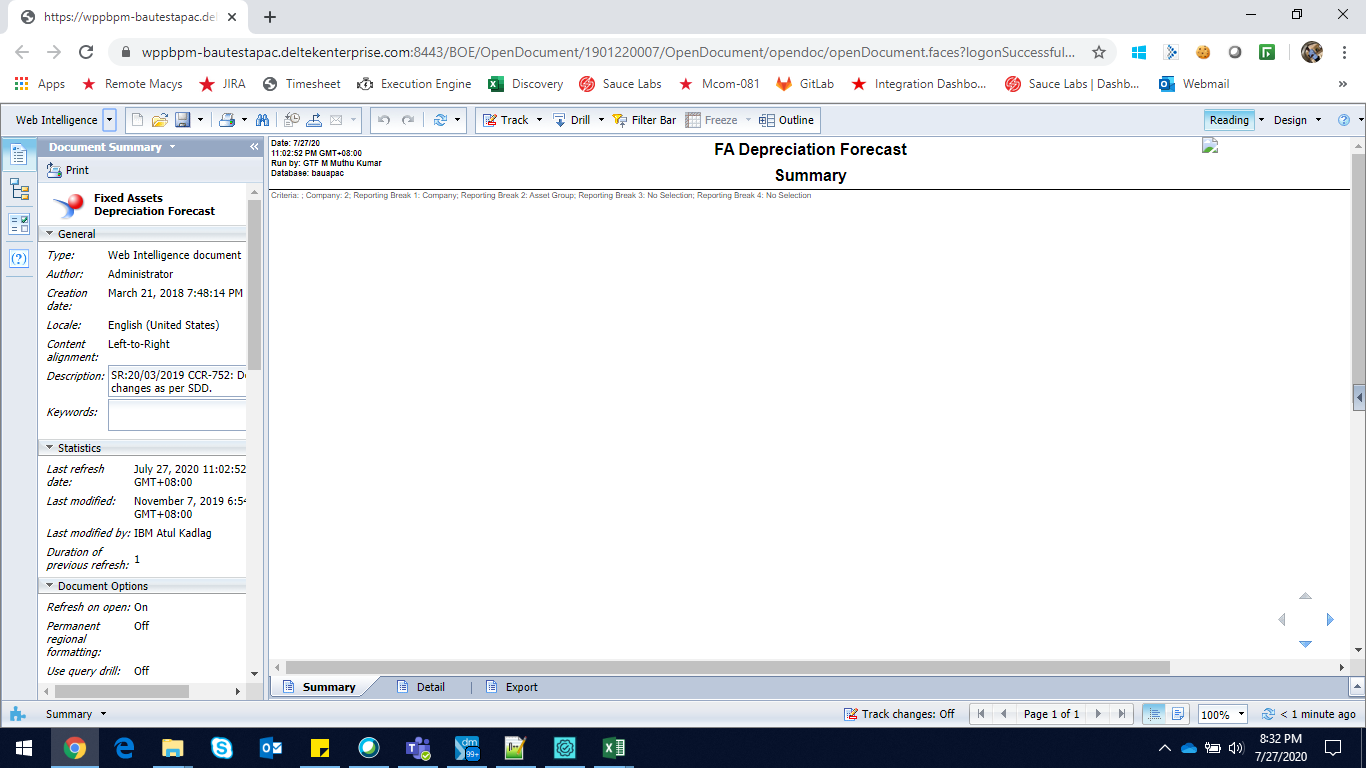 https://wppbpm-bautestapac.del
wppbpm-bautestapac.deltekenterprise.com:8443/BOE/OpenDocument/1901220007/OpenDocument/opendoc/openDocument.faces?logonSuccessful...
Apps Remote Macys JIRA Timesheet Execution Engine Discovery Sauce Labs Mcom-081 GitLab Integration Dashbo... Sauce Labs | Dashb... Webmail »
Web Intelligence Track Drill Filter Bar Freeze Outline Reading Design
Document Summary «
Print
Fixed Assets
Depreciation Forecast
General
Type: Web Intelligence document
Author: Administrator
Creation date: March 21, 2018 7:48:14 PM
Locale: English (United States)
Content alignment: Left-to-Right
Description: SR:20/03/2019 CCR-752: D
changes as per SDD.
Keywords:
Statistics
Last refresh date: July 27, 2020 11:02:52
GMT+08:00
Last modified: November 7, 2019 6:54
GMT+08:00
Last modified by: IBM Atul Kadlag
Duration of previous refresh: 1
Document Options
Refresh on open: On
Permanent regional formatting: Off
Use query drill: Off
Date: 7/27/20
11:02:52 PM GMT+08:00
Run by: GTF M Muthu Kumar
Database: bauapac
FA Depreciation Forecast
Summary
Criteria: ; Company: 2; Reporting Break 1: Company; Reporting Break 2: Asset Group; Reporting Break 3: No Selection; Reporting Break 4: No Selection
Summary Detail Export
Summary Track changes: Off Page 1 of 1 100% < 1 minute ago
dm 99+
8:32 PM
7/27/2020